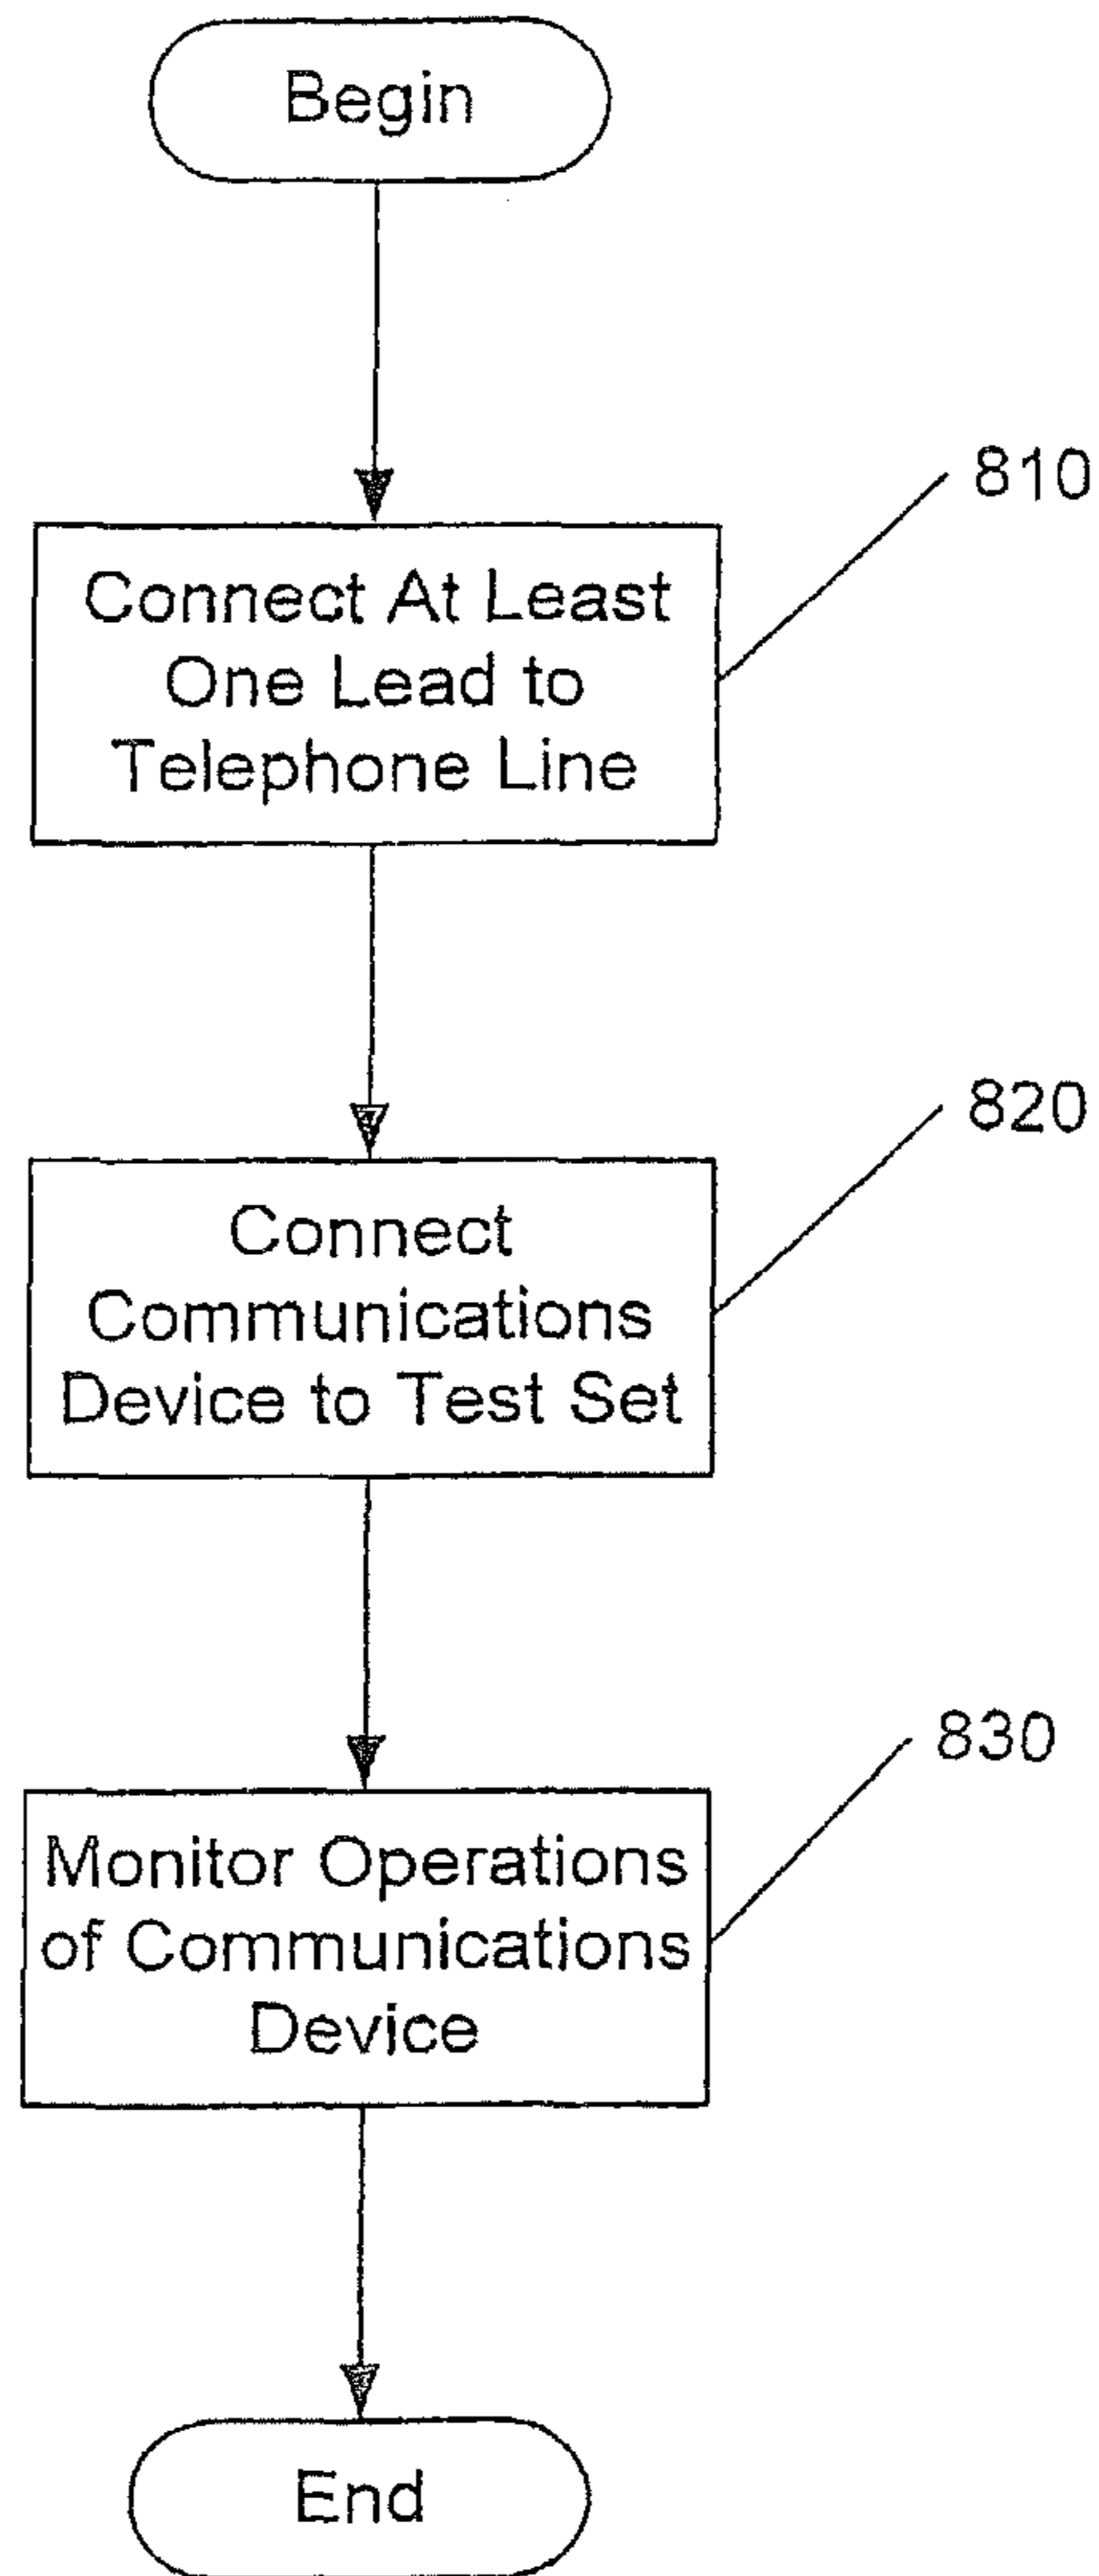 Begin
810
Connect At Least
One Lead to
Telephone Line
820
Connect
Communications
Device to Test Set
830
Monitor Operations
of Communications
Device
End